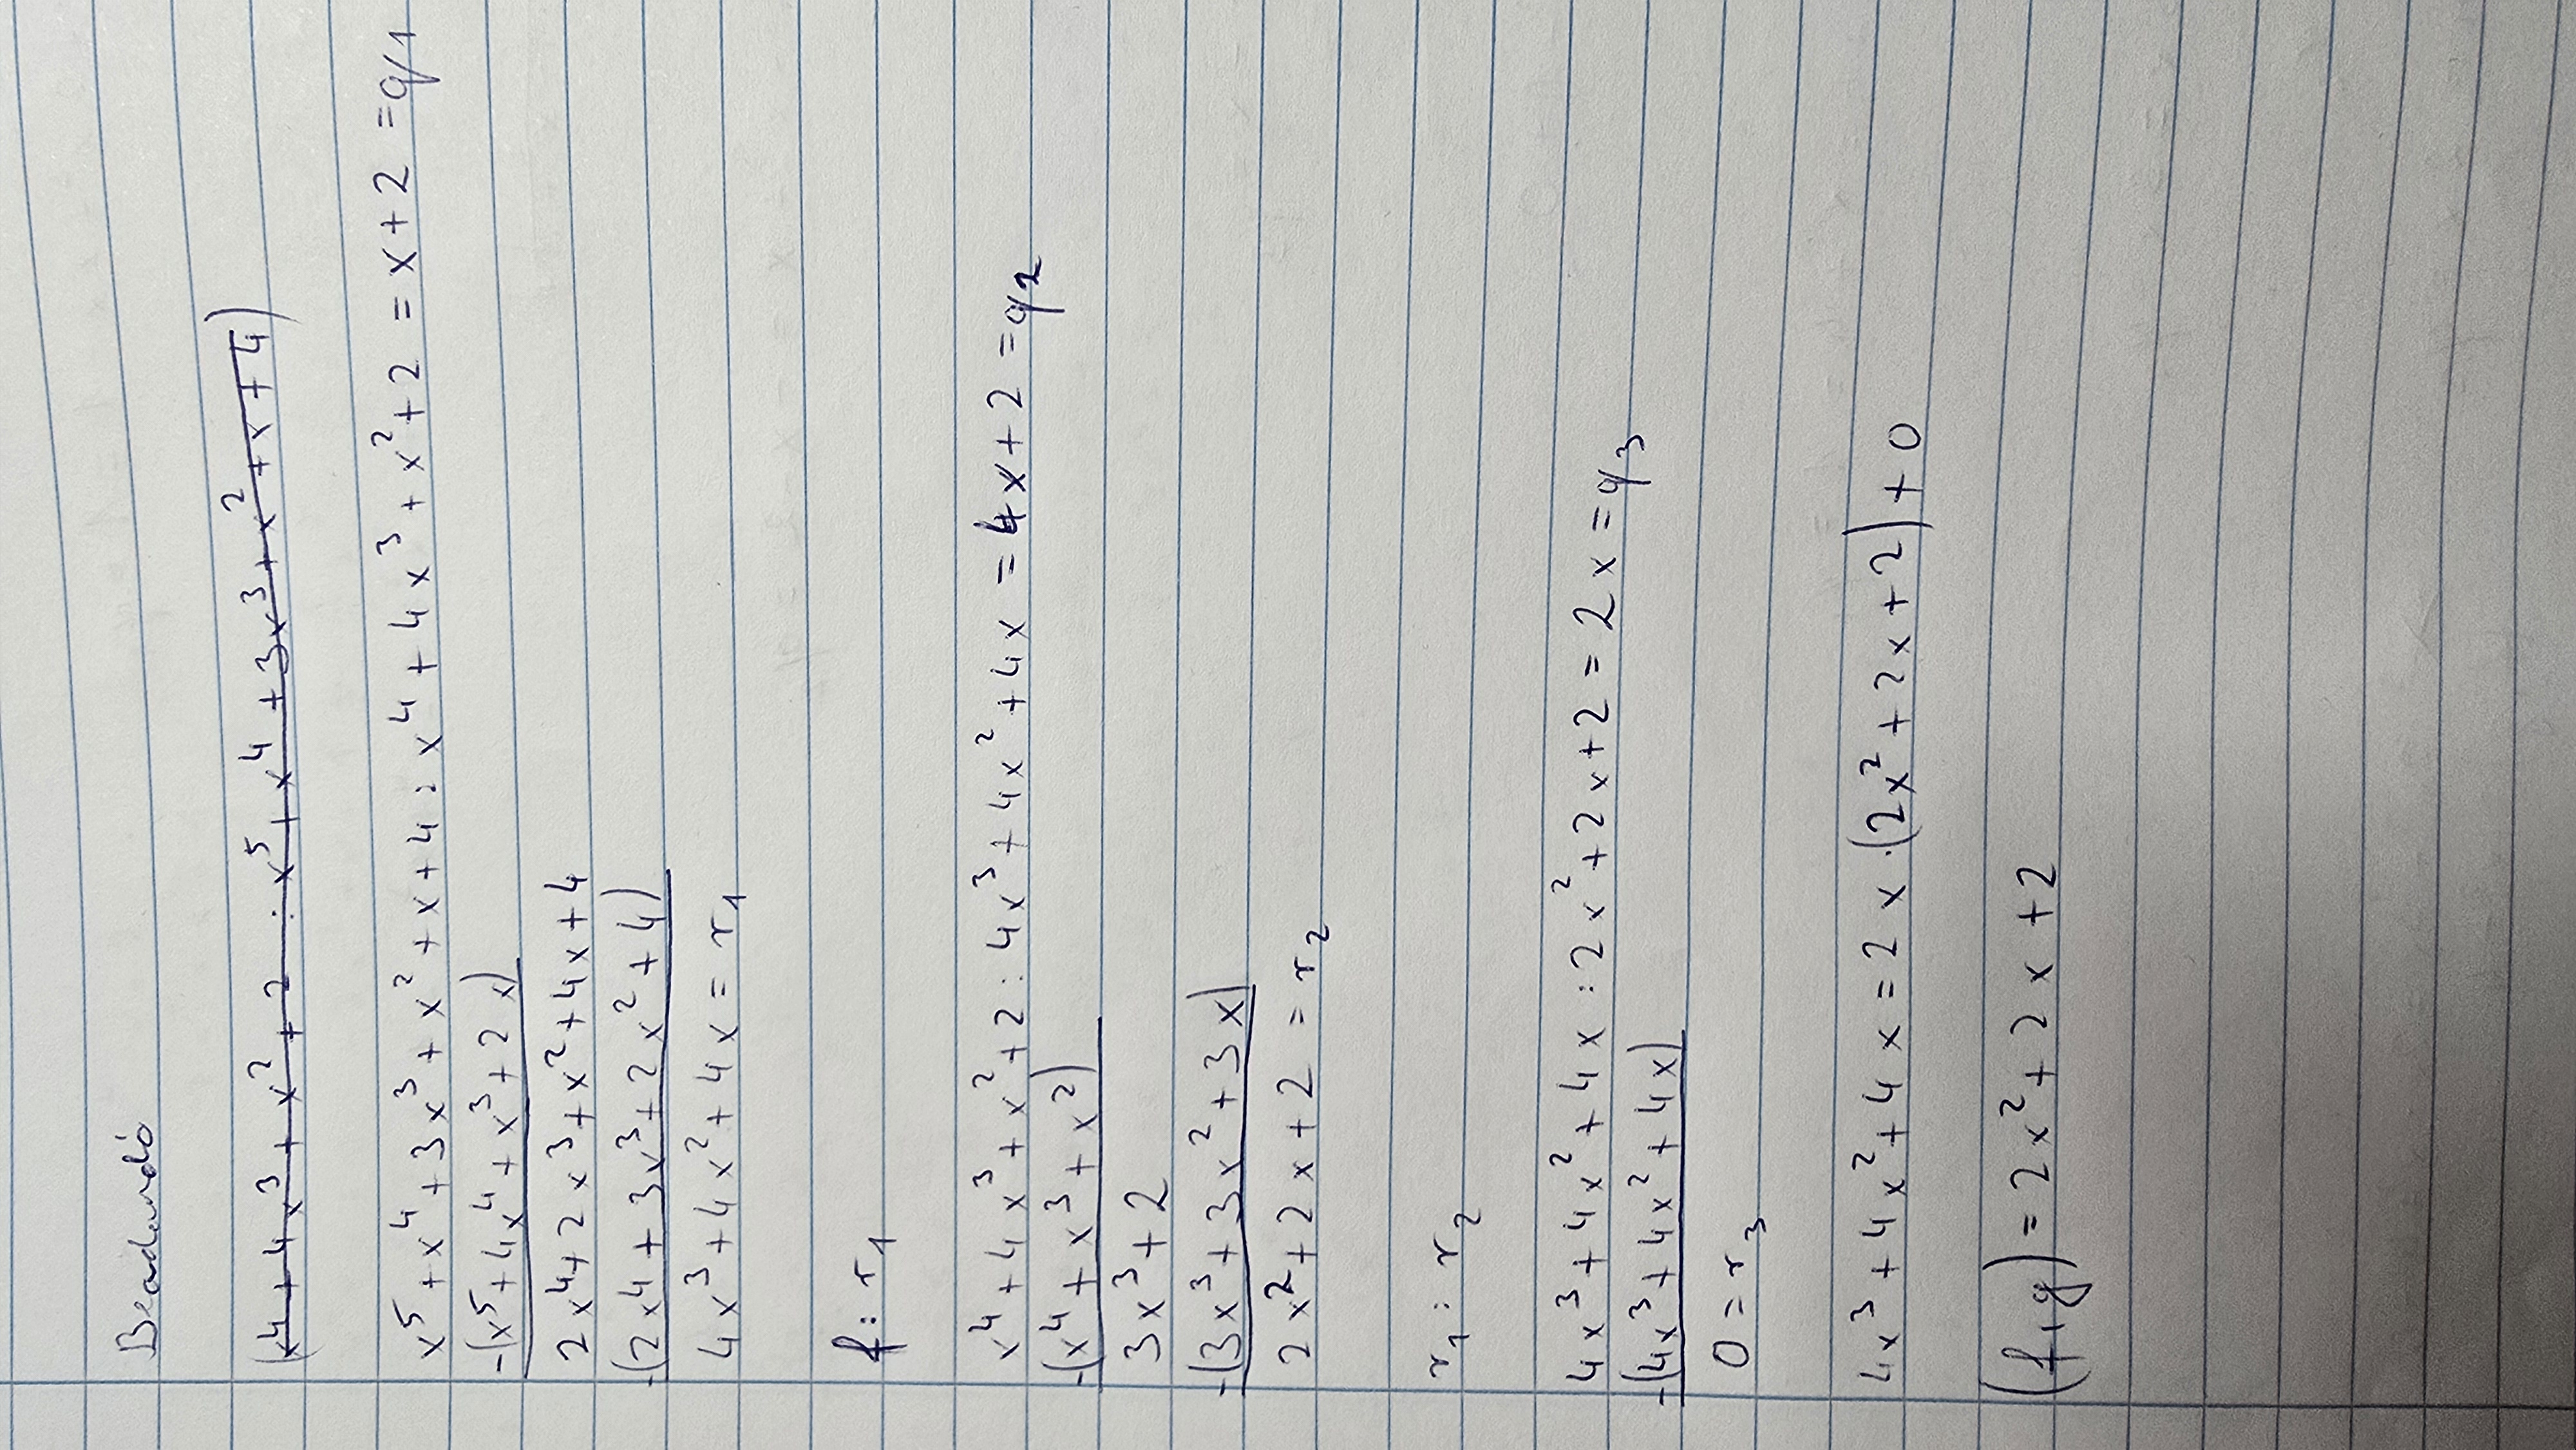 Beadandó
(x⁴ + 4x³ + x² + 2 : x⁵ + x⁴ + 3x³ + x² + x + 4)
x⁵ + x⁴ + 3x³ + x² + x + 4 : x⁴ + 4x³ + x² + 2 = x + 2 = q1
-(x⁵ + 4x⁴ + x³ + 2x)
2x⁴ + 2x³ + x² + 4x + 4
-(2x⁴ + 3x³ + 2x² + 4)
4x³ + 4x² + 4x = r₁
f : r₁
x⁴ + 4x³ + x² + 2 : 4x³ + 4x² + 4x = 4x + 2 = q₂
-(x⁴ + x³ + x²)
3x³ + 2
-(3x³ + 3x² + 3x)
2x² + 2x + 2 = r₂
r₁ : r₂
4x³ + 4x² + 4x : 2x² + 2x + 2 = 2x = q₃
-(4x³ + 4x² + 4x)
0 = r₃
4x³ + 4x² + 4x = 2x · (2x² + 2x + 2) + 0
(f, g) = 2x² + 2x + 2